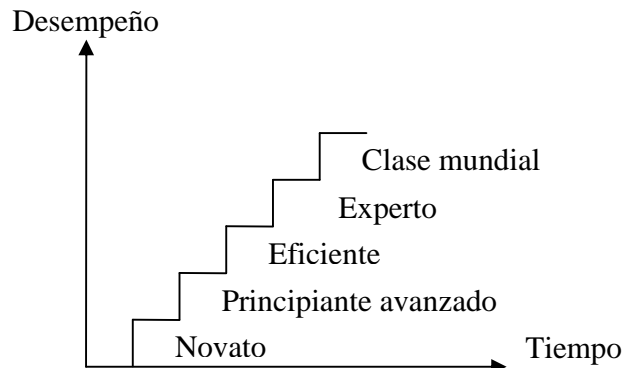 Desempeño
Clase mundial
Experto
Eficiente
Principiante avanzado
Novato
Tiempo